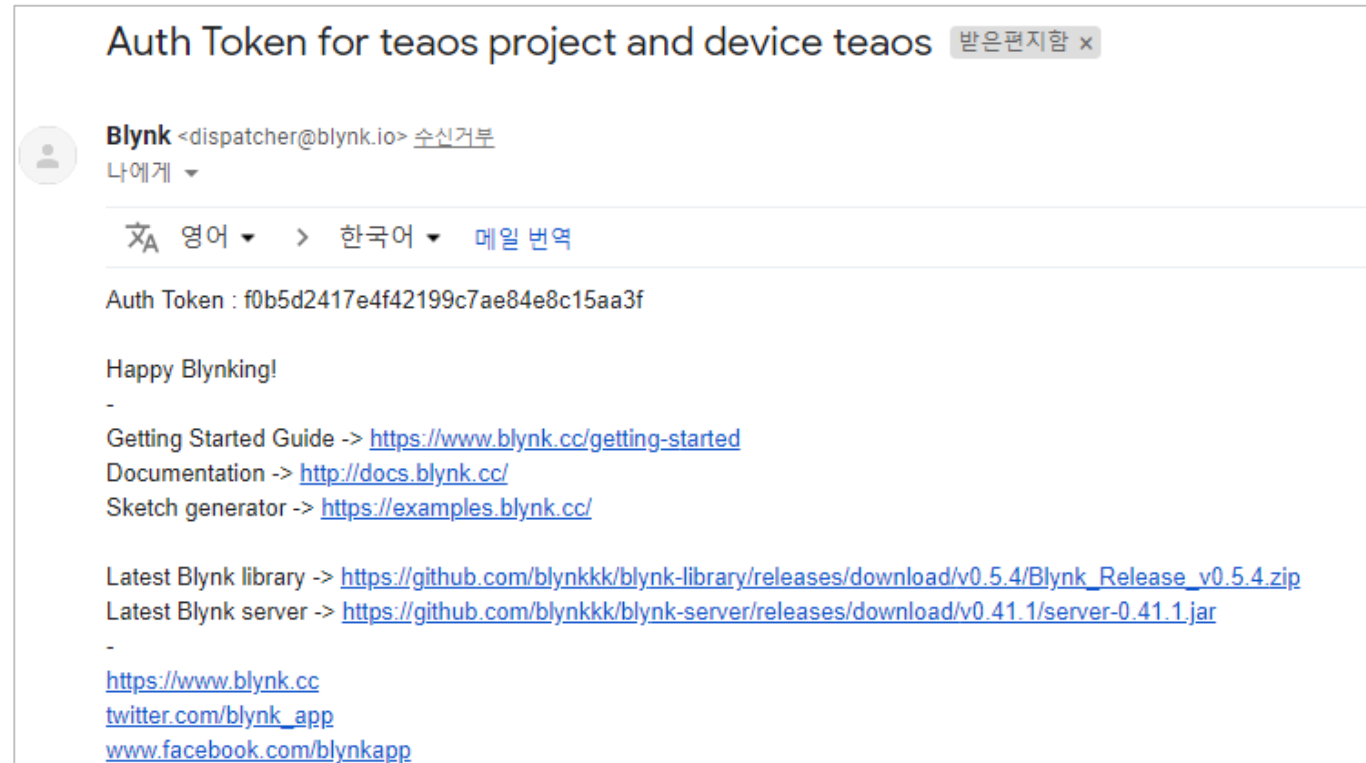 Auth Token for teaos project and device teaos 받은편지함 x
Blynk <dispatcher@blynk.io> 수신거부
나에게
영어 > 한국어 메일 번역
Auth Token : f0b5d2417e4f42199c7ae84e8c15aa3f
Happy Blynking!
-
Getting Started Guide -> https://www.blynk.cc/getting-started
Documentation -> http://docs.blynk.cc/
Sketch generator -> https://examples.blynk.cc/
Latest Blynk library -> https://github.com/blynkkk/blynk-library/releases/download/v0.5.4/Blynk_Release_v0.5.4.zip
Latest Blynk server -> https://github.com/blynkkk/blynk-server/releases/download/v0.41.1/server-0.41.1.jar
-
https://www.blynk.cc
twitter.com/blynk_app
www.facebook.com/blynkapp